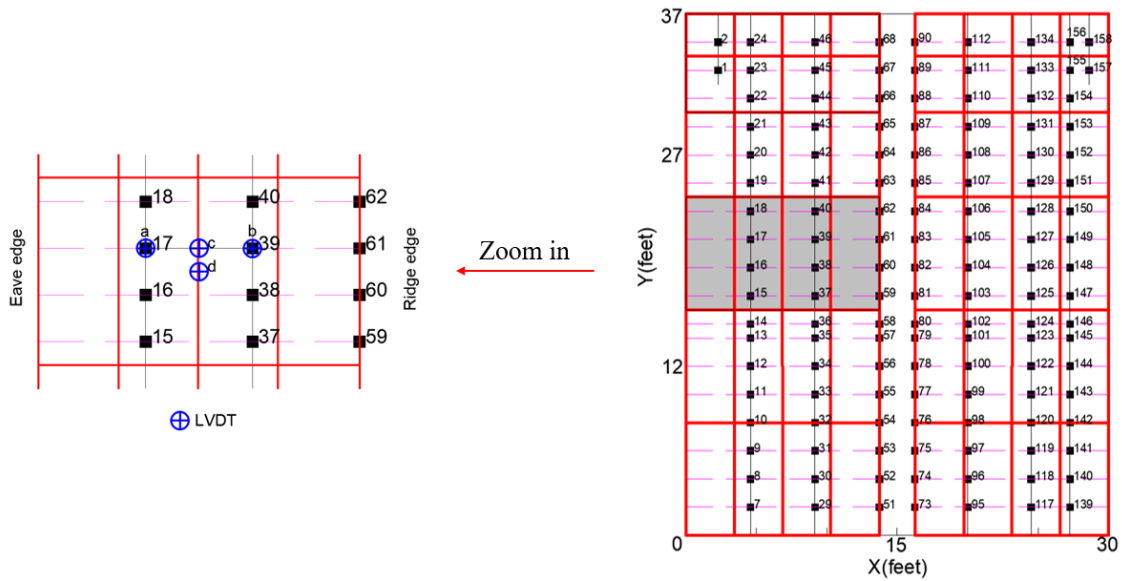 18
40
62
a
c
b
17
39
61
d
16
38
60
15
37
59
Eave edge
Ridge edge
LVDT
Zoom in
37
2 24 46 68 90 112 134 156 158
1 23 45 67 89 111 133 155 157
22 44 66 88 110 132 154
21 43 65 87 109 131 153
27
20 42 64 86 108 130 152
19 41 63 85 107 129 151
18 40 62 84 106 128 150
17 39 61 83 105 127 149
16 38 60 82 104 126 148
15 37 59 81 103 125 147
14 36 58 80 102 124 146
13 35 57 79 101 123 145
12
12 34 56 78 100 122 144
11 33 55 77 99 121 143
10 32 54 76 98 120 142
9 31 53 75 97 119 141
8 30 52 74 96 118 140
7 29 51 73 95 117 139
0 15 30
X(feet)
Y(feet)